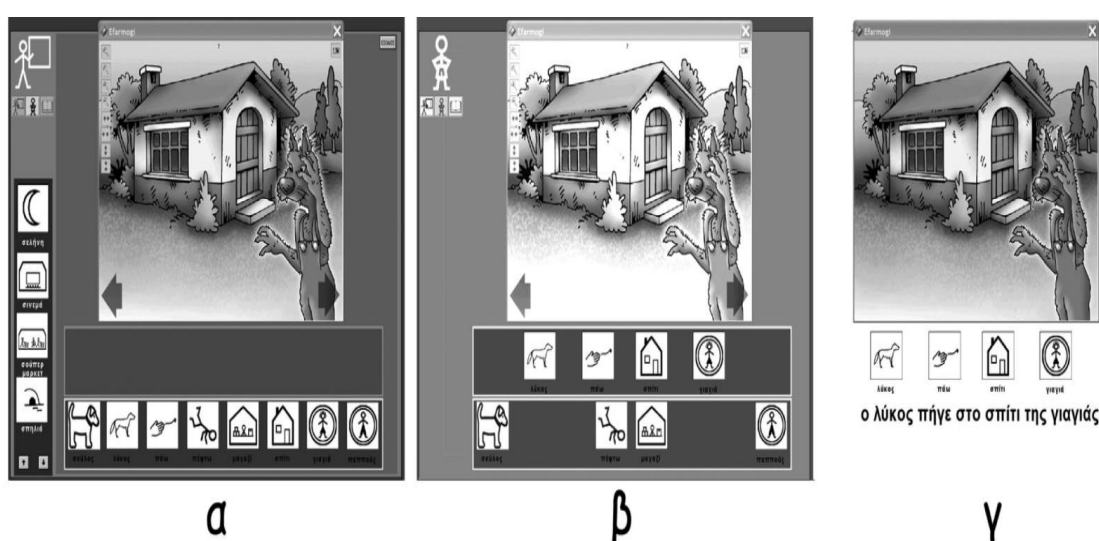 Efarmogi
σελήνη
σινεμά
σούπερ
μαρκετ
σπηλιά
σκύλος λύκος πάω πέφτω μαγαζί σπίτι γιαγιά παππούς
α
Efarmogi
λύκος πάω σπίτι γιαγιά
σκύλος πέφτω μαγαζί παππούς
β
Efarmogi
λύκος πάω σπίτι γιαγιά
ο λύκος πήγε στο σπίτι της γιαγιάς
γ